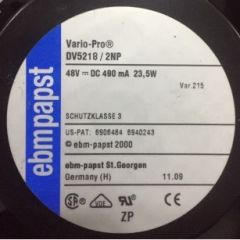 ebmpapst
Vario-Pro®
DV5218 / 2NP
48V ⎓ DC 490 mA 23,5W
Var.215
SCHUTZKLASSE 3
US-PAT: 6906484 6940243
© ebm-papst 2000
ebm-papst St.Georgen
Germany (H) 11.09
VDE
ZP